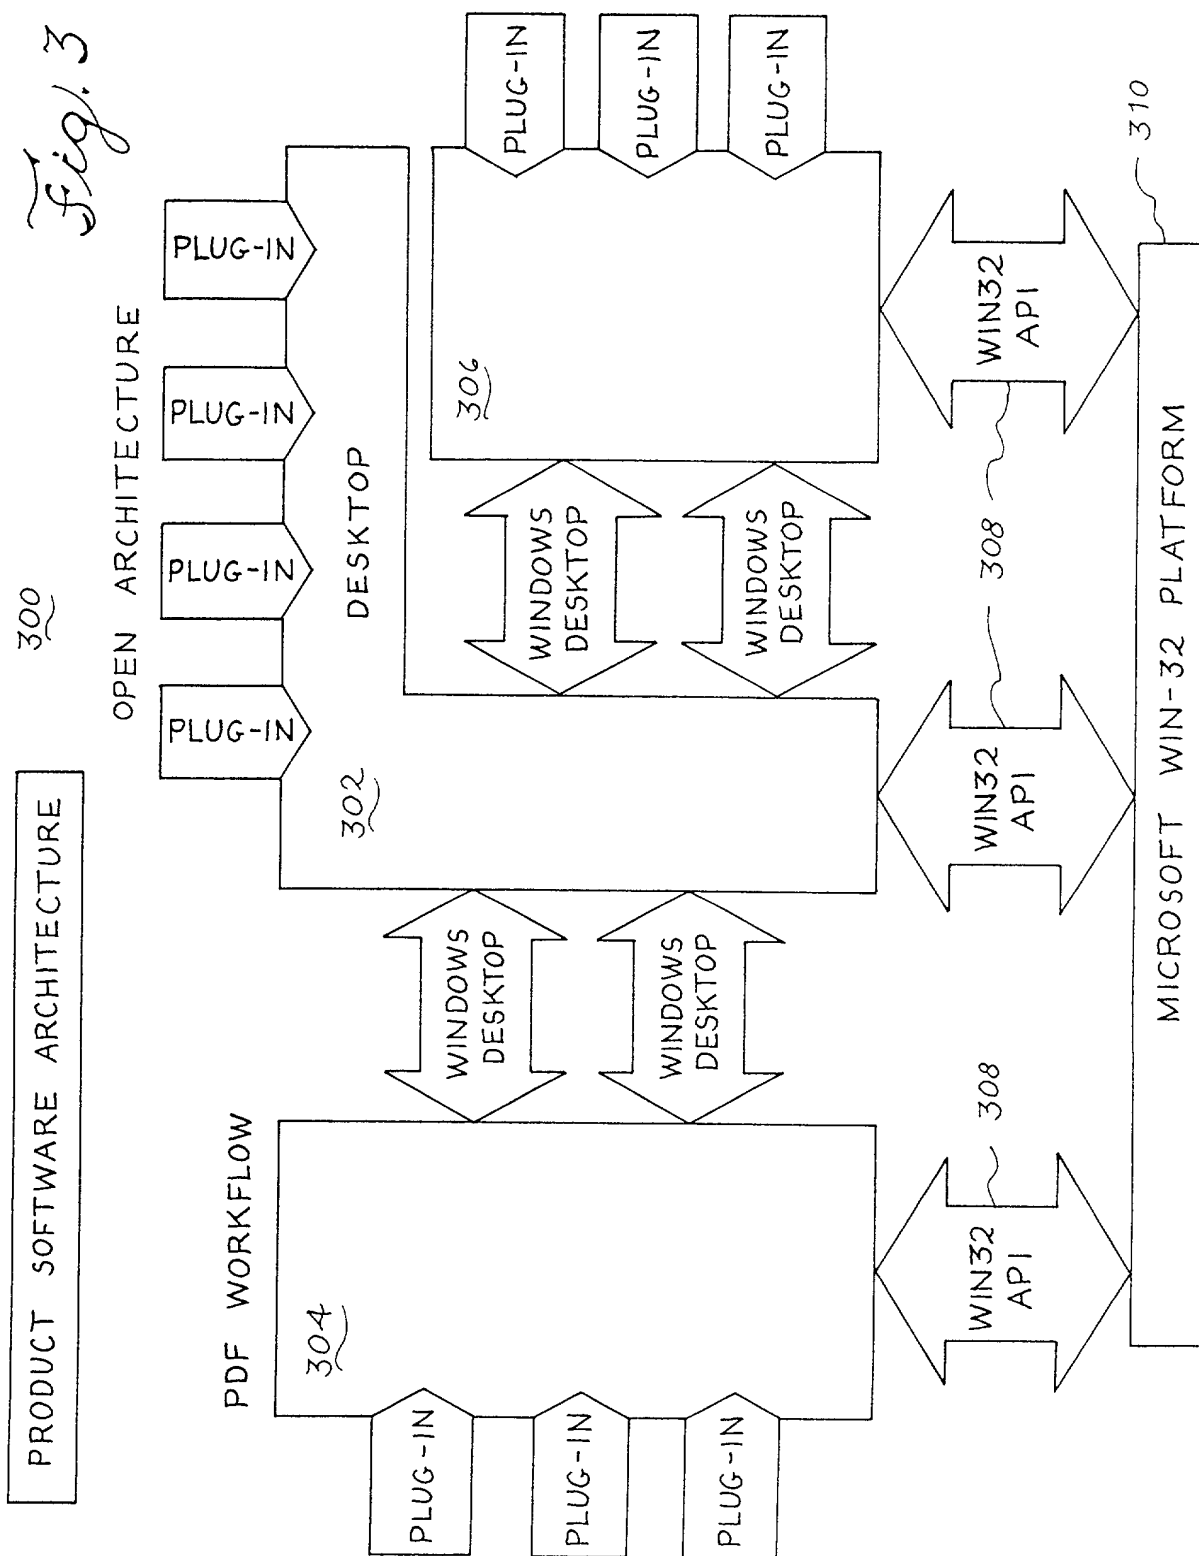 PRODUCT SOFTWARE ARCHITECTURE
300
Fig. 3
OPEN ARCHITECTURE
PLUG-IN
PLUG-IN
PLUG-IN
PLUG-IN
PDF WORKFLOW
DESKTOP
304
302
306
PLUG-IN
PLUG-IN
PLUG-IN
WINDOWS
DESKTOP
WINDOWS
DESKTOP
WINDOWS
DESKTOP
WINDOWS
DESKTOP
PLUG-IN
PLUG-IN
PLUG-IN
WIN32
API
308
WIN32
API
308
WIN32
API
310
MICROSOFT WIN-32 PLATFORM